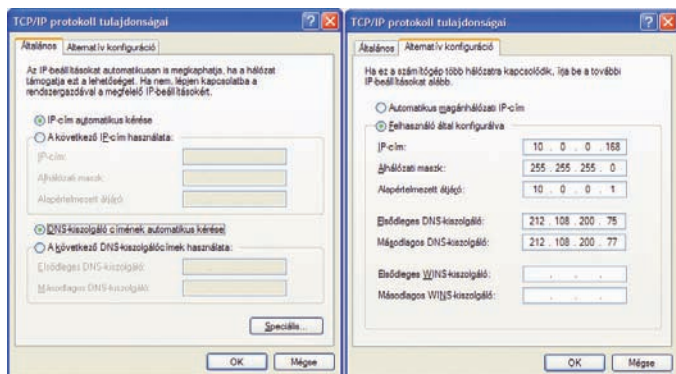 TCP/IP protokoll tulajdonságai
Általános
Alternatív konfiguráció
Az IP-beállításokat automatikusan is megkaphatja, ha a hálózat
támogatja ezt a lehetőséget. Ha nem, lépjen kapcsolatba a
rendszergazdával a megfelelő IP-beállításokért.
IP-cím automatikus kérése
A következő IP-cím használata:
IP-cím:
Alhálózati maszk:
Alapértelmezett átjáró:
DNS-kiszolgáló címének automatikus kérése
A következő DNS-kiszolgálócímek használata:
Elsődleges DNS-kiszolgáló:
Másodlagos DNS-kiszolgáló:
Speciális...
OK
Mégse
TCP/IP protokoll tulajdonságai
Általános
Alternatív konfiguráció
Ha ez a számítógép több hálózatra kapcsolódik, írja be a további
IP-beállításokat alább.
Automatikus magánhálózati IP-cím
Felhasználó által konfigurálva
IP-cím: 10 . 0 . 0 . 168
Alhálózati maszk: 255 . 255 . 255 . 0
Alapértelmezett átjáró: 10 . 0 . 0 . 1
Elsődleges DNS-kiszolgáló: 212 . 108 . 200 . 75
Másodlagos DNS-kiszolgáló: 212 . 108 . 200 . 77
Elsődleges WINS-kiszolgáló: . . .
Másodlagos WINS-kiszolgáló: . . .
OK
Mégse